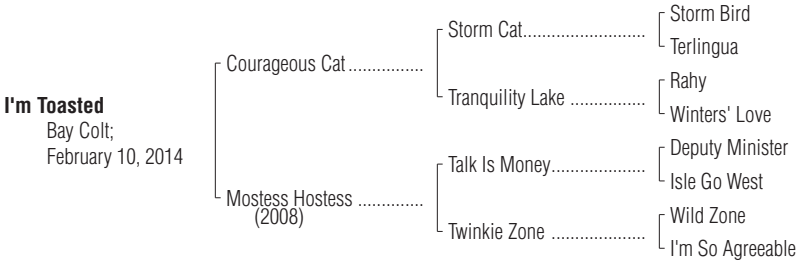 Storm Bird
Storm Cat.........................
Terlingua
Courageous Cat...............
Rahy
Tranquility Lake ...............
Winters' Love
I'm Toasted
Bay Colt;
February 10, 2014
Deputy Minister
Talk Is Money...................
Isle Go West
Mostess Hostess .............
(2008)
Wild Zone
Twinkie Zone ...................
I'm So Agreeable